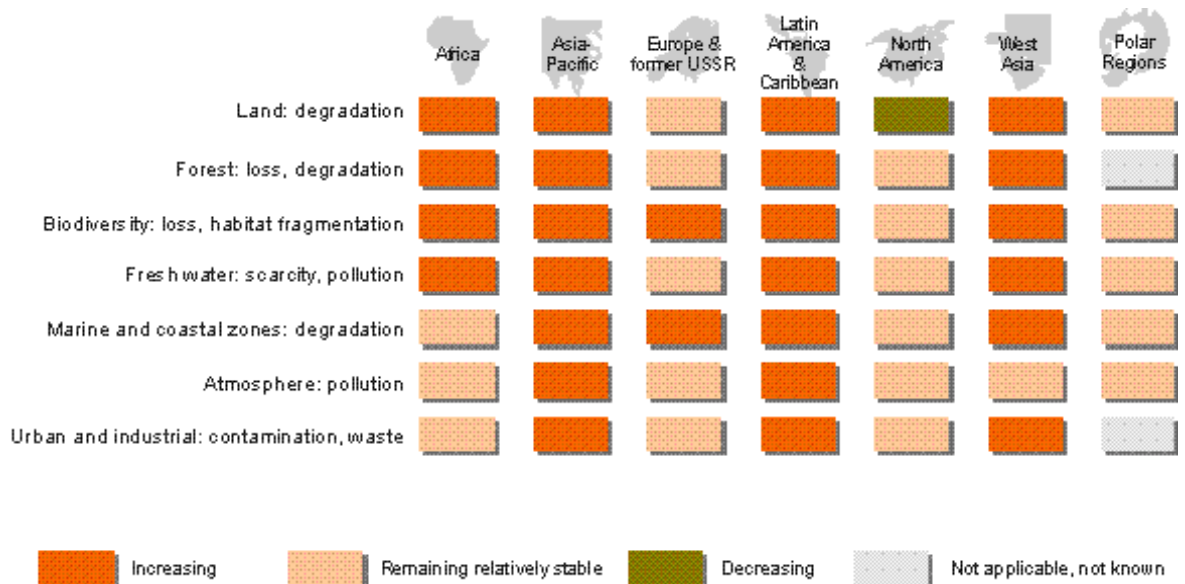 Africa
Asia-
Pacific
Europe &
former USSR
Latin
America
&
Caribbean
North
America
West
Asia
Polar
Regions
Land: degradation
Forest: loss, degradation
Biodiversity: loss, habitat fragmentation
Fresh water: scarcity, pollution
Marine and coastal zones: degradation
Atmosphere: pollution
Urban and industrial: contamination, waste
Increasing
Remaining relatively stable
Decreasing
Not applicable, not known